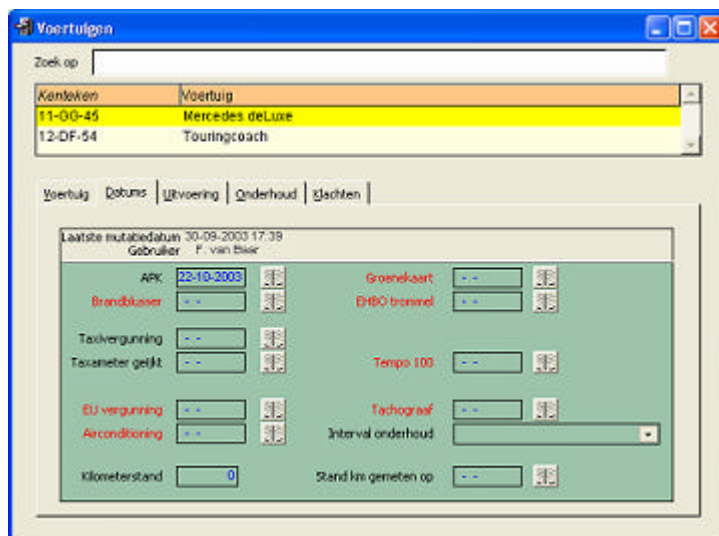 Voertuigen
Zoek op
Kenteken Voertuig
11-GG-45 Mercedes deLuxe
12-DF-54 Touringcoach
Voertuig Datums Uitvoering Onderhoud Klachten
Laatste mutatiedatum 30-09-2003 17:39
Gebruiker F. van Baar
APK 22-10-2003 Groenekaart - -
Brandblusser - - EHBO trommel - -
Taxivergunning - -
Taxameter geijkt - - Tempo 100 - -
EU vergunning - - Tachograaf - -
Airconditioning - - Interval onderhoud
Kilometerstand 0 Stand km gemeten op - -